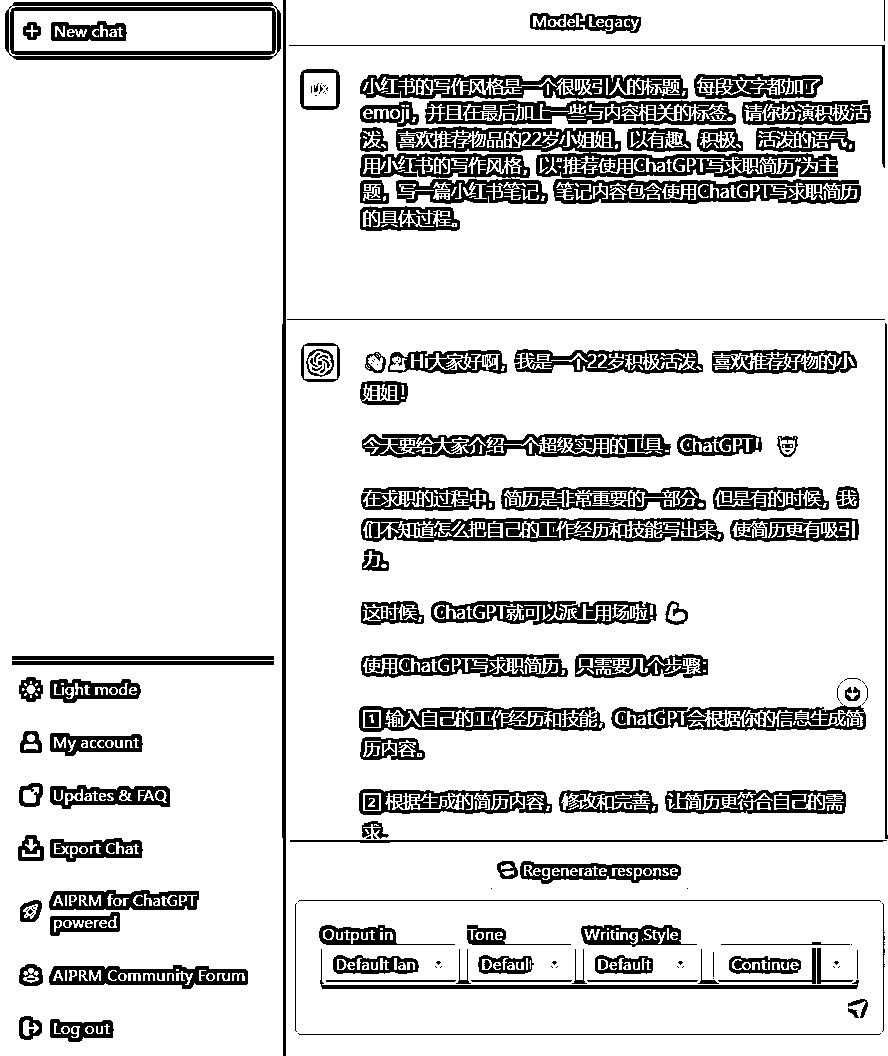 New chat
Light mode
My account
Updates & FAQ
Export Chat
AIPRM for ChatGPT
powered
AIPRM Community Forum
Log out
Model: Legacy
小红书的写作风格是一个很吸引人的标题，每段文字都加了
emoji，并且在最后加上一些与内容相关的标签。请你扮演积极活
泼、喜欢推荐物品的22岁小姐姐，以有趣、积极、活泼的语气，
用小红书的写作风格，以“推荐使用ChatGPT写求职简历”为主
题，写一篇小红书笔记，笔记内容包含使用ChatGPT写求职简历
的具体过程。
Hi大家好啊，我是一个22岁积极活泼、喜欢推荐好物的小
姐姐！
今天要给大家介绍一个超级实用的工具：ChatGPT！
在求职的过程中，简历是非常重要的一部分。但是有的时候，我
们不知道怎么把自己的工作经历和技能写出来，使简历更有吸引
力。
这时候，ChatGPT就可以派上用场啦！
使用ChatGPT写求职简历，只需要几个步骤：
1 输入自己的工作经历和技能，ChatGPT会根据你的信息生成简
历内容。
2 根据生成的简历内容，修改和完善，让简历更符合自己的需
求。
Regenerate response
Output in Tone Writing Style
Default lan Default Default Continue